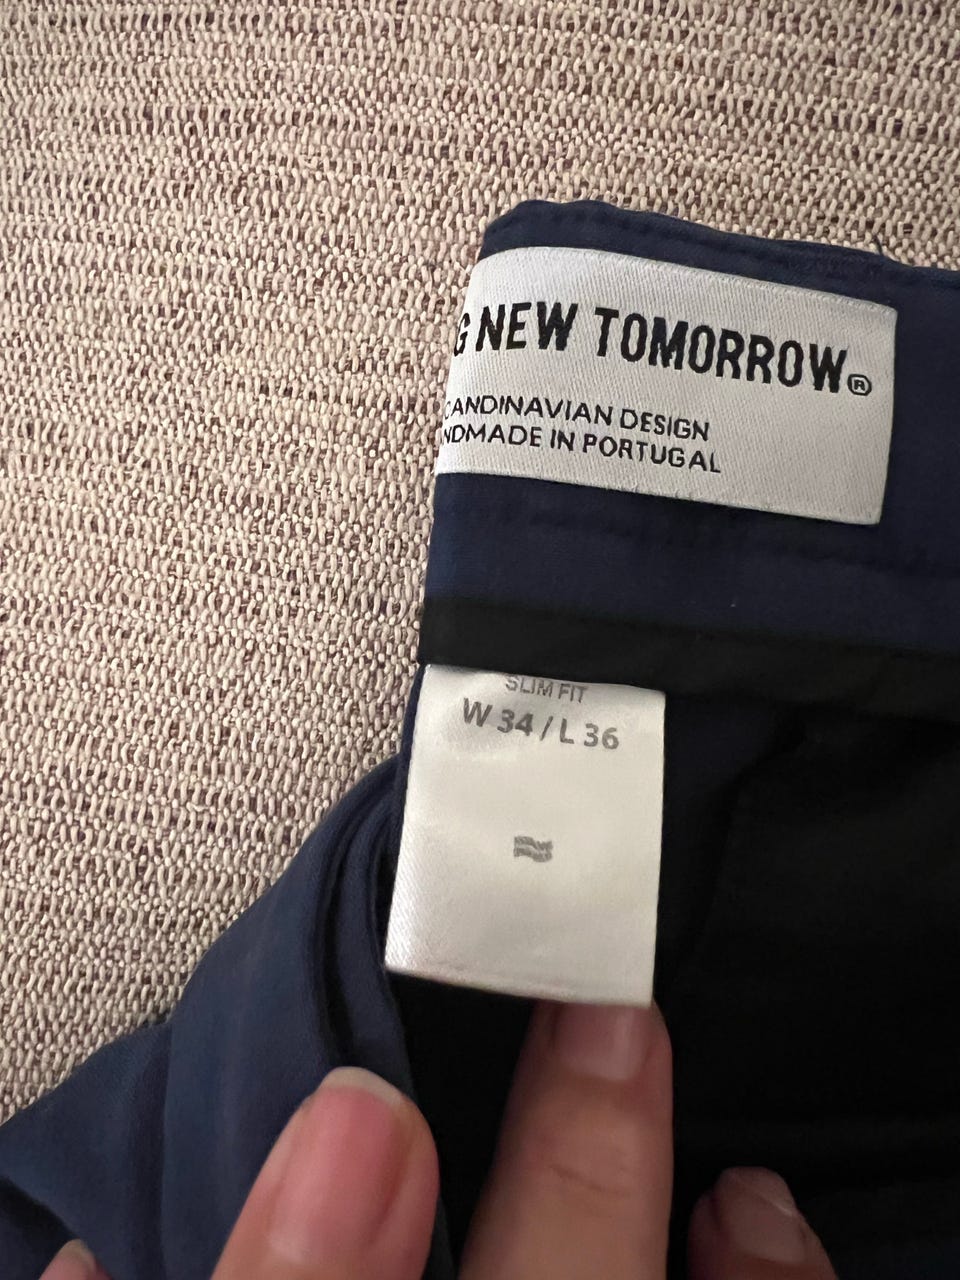 G NEW TOMORROW®
CANDINAVIAN DESIGN
NDMADE IN PORTUGAL
SLIM FIT
W 34 / L 36